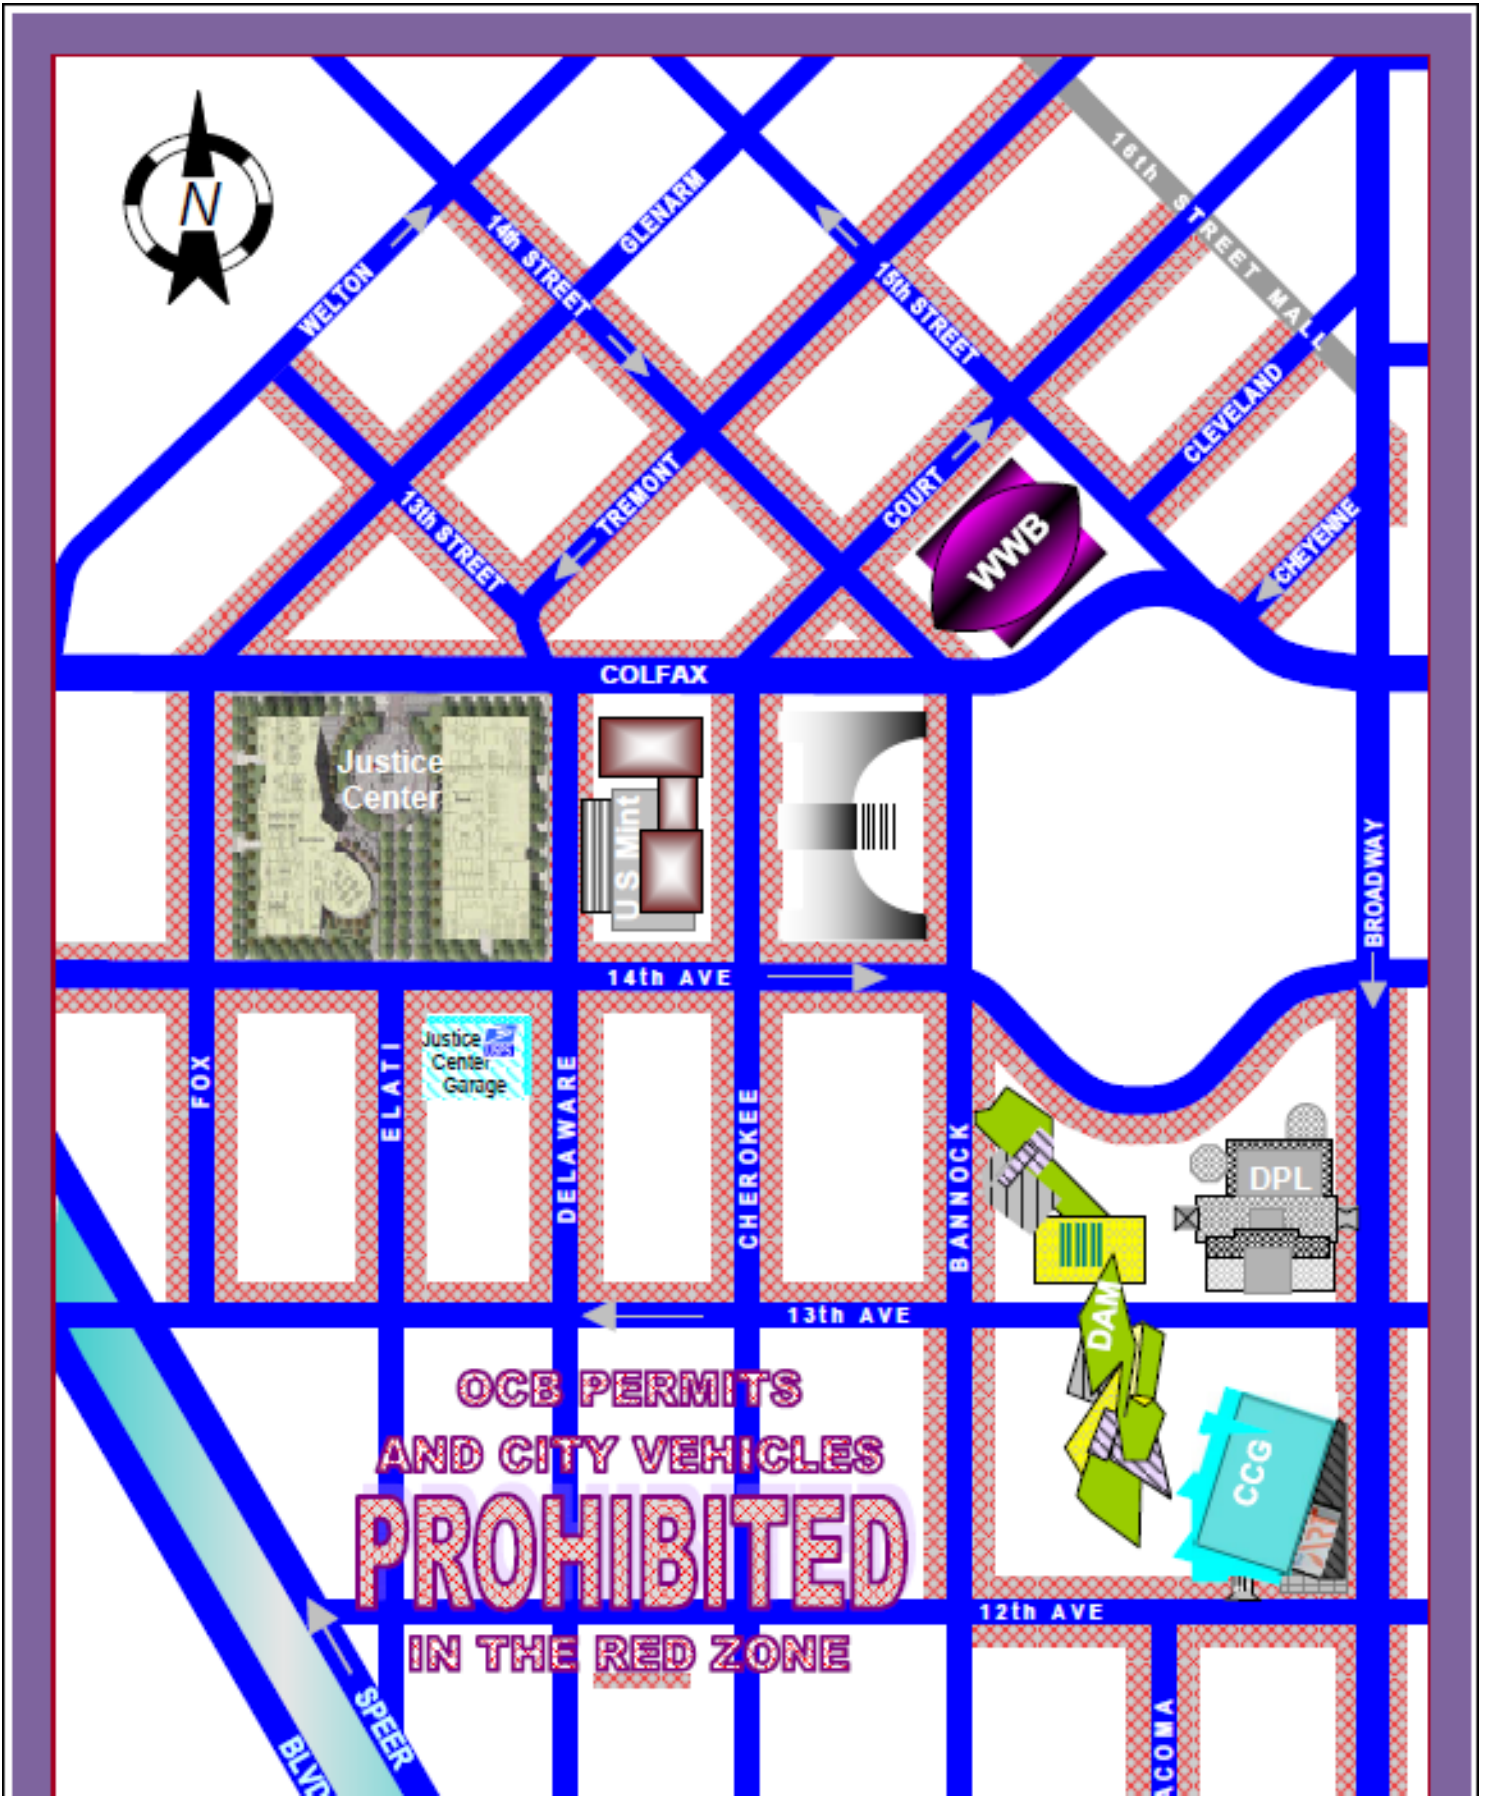 N
16th STREET MALL
GLENARM
14th STREET
WELTON
15th STREET
CLEVELAND
COURT
TREMONT
13th STREET
CHEYENNE
WWB
COLFAX
Justice
Center
U S Mint
BROADWAY
14th AVE
Justice
Center
Garage
USPS
FOX
ELATI
DELAWARE
CHEROKEE
BANNOCK
DPL
13th AVE
DAM
OCB PERMITS
AND CITY VEHICLES
PROHIBITED
IN THE RED ZONE
CCG
ART
12th AVE
SPEER
BLVD
ACOMA